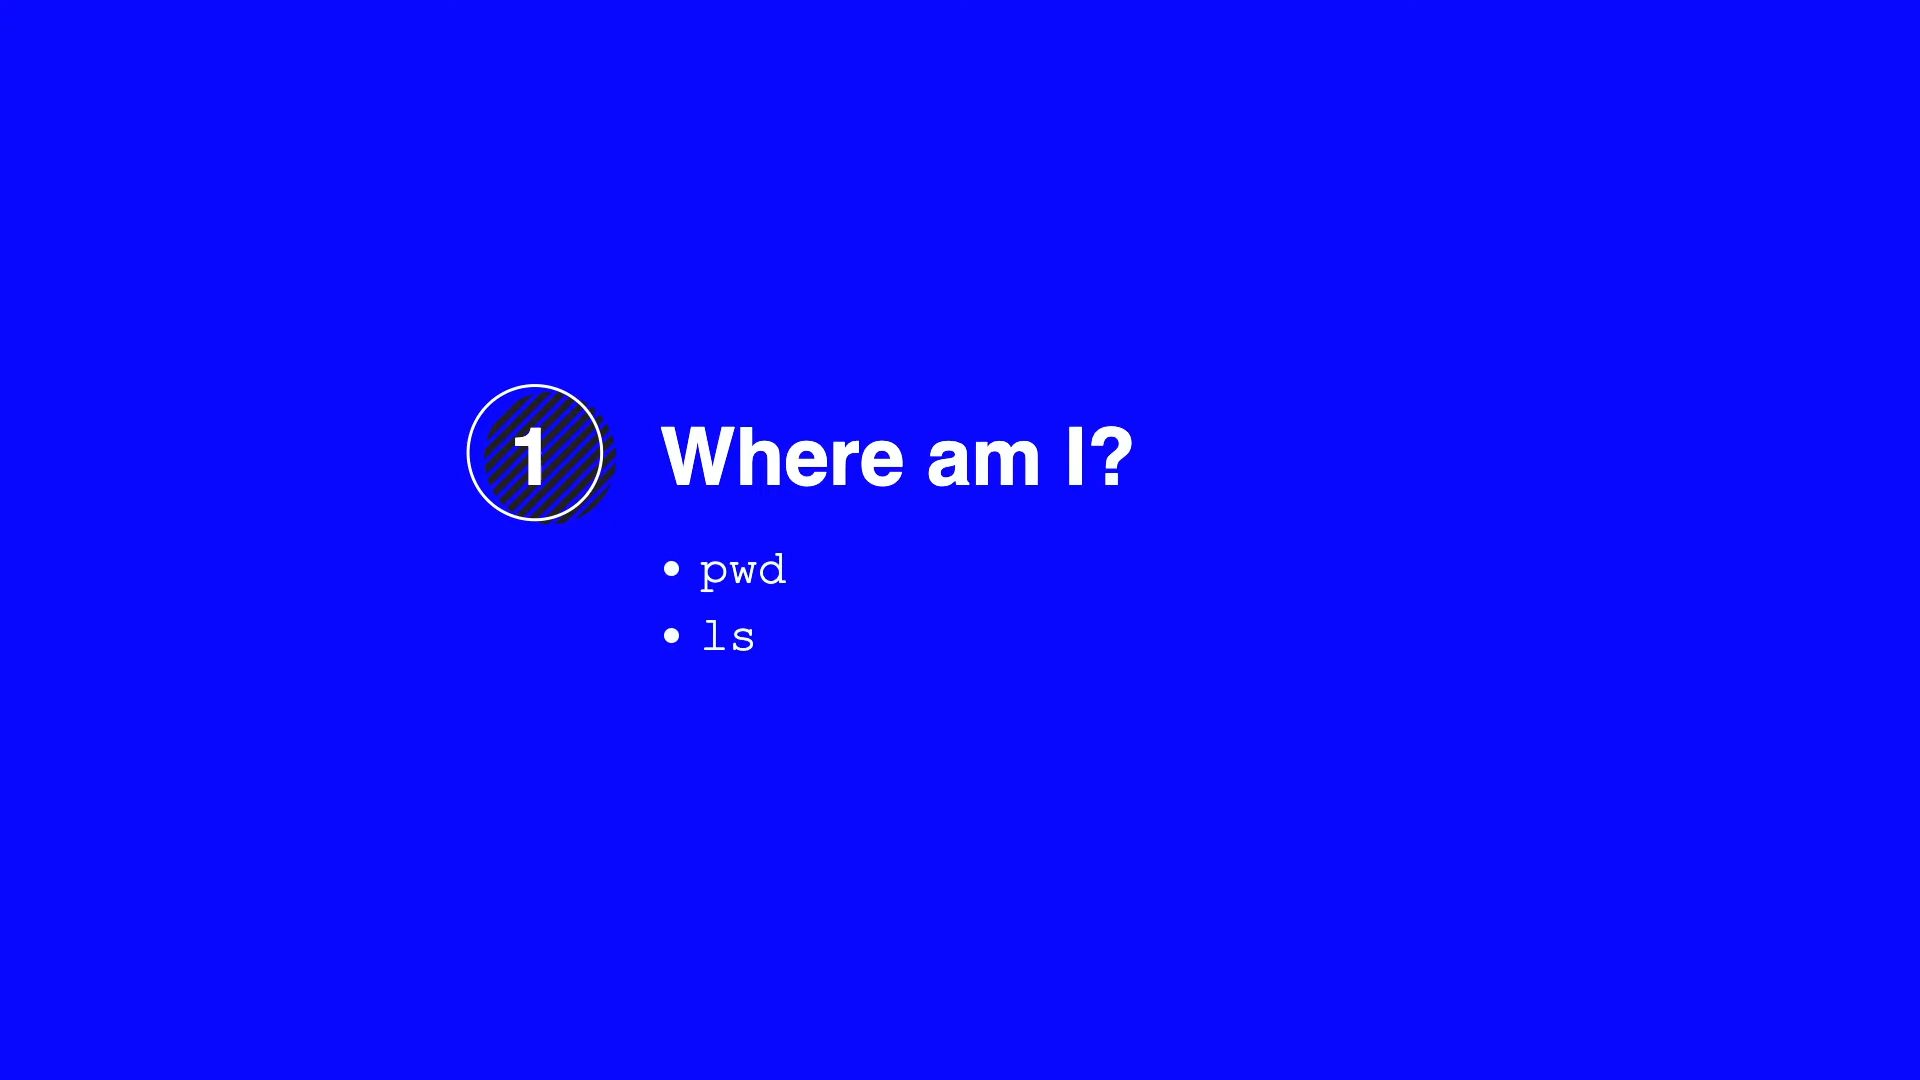 1 Where am I?
• pwd
• ls